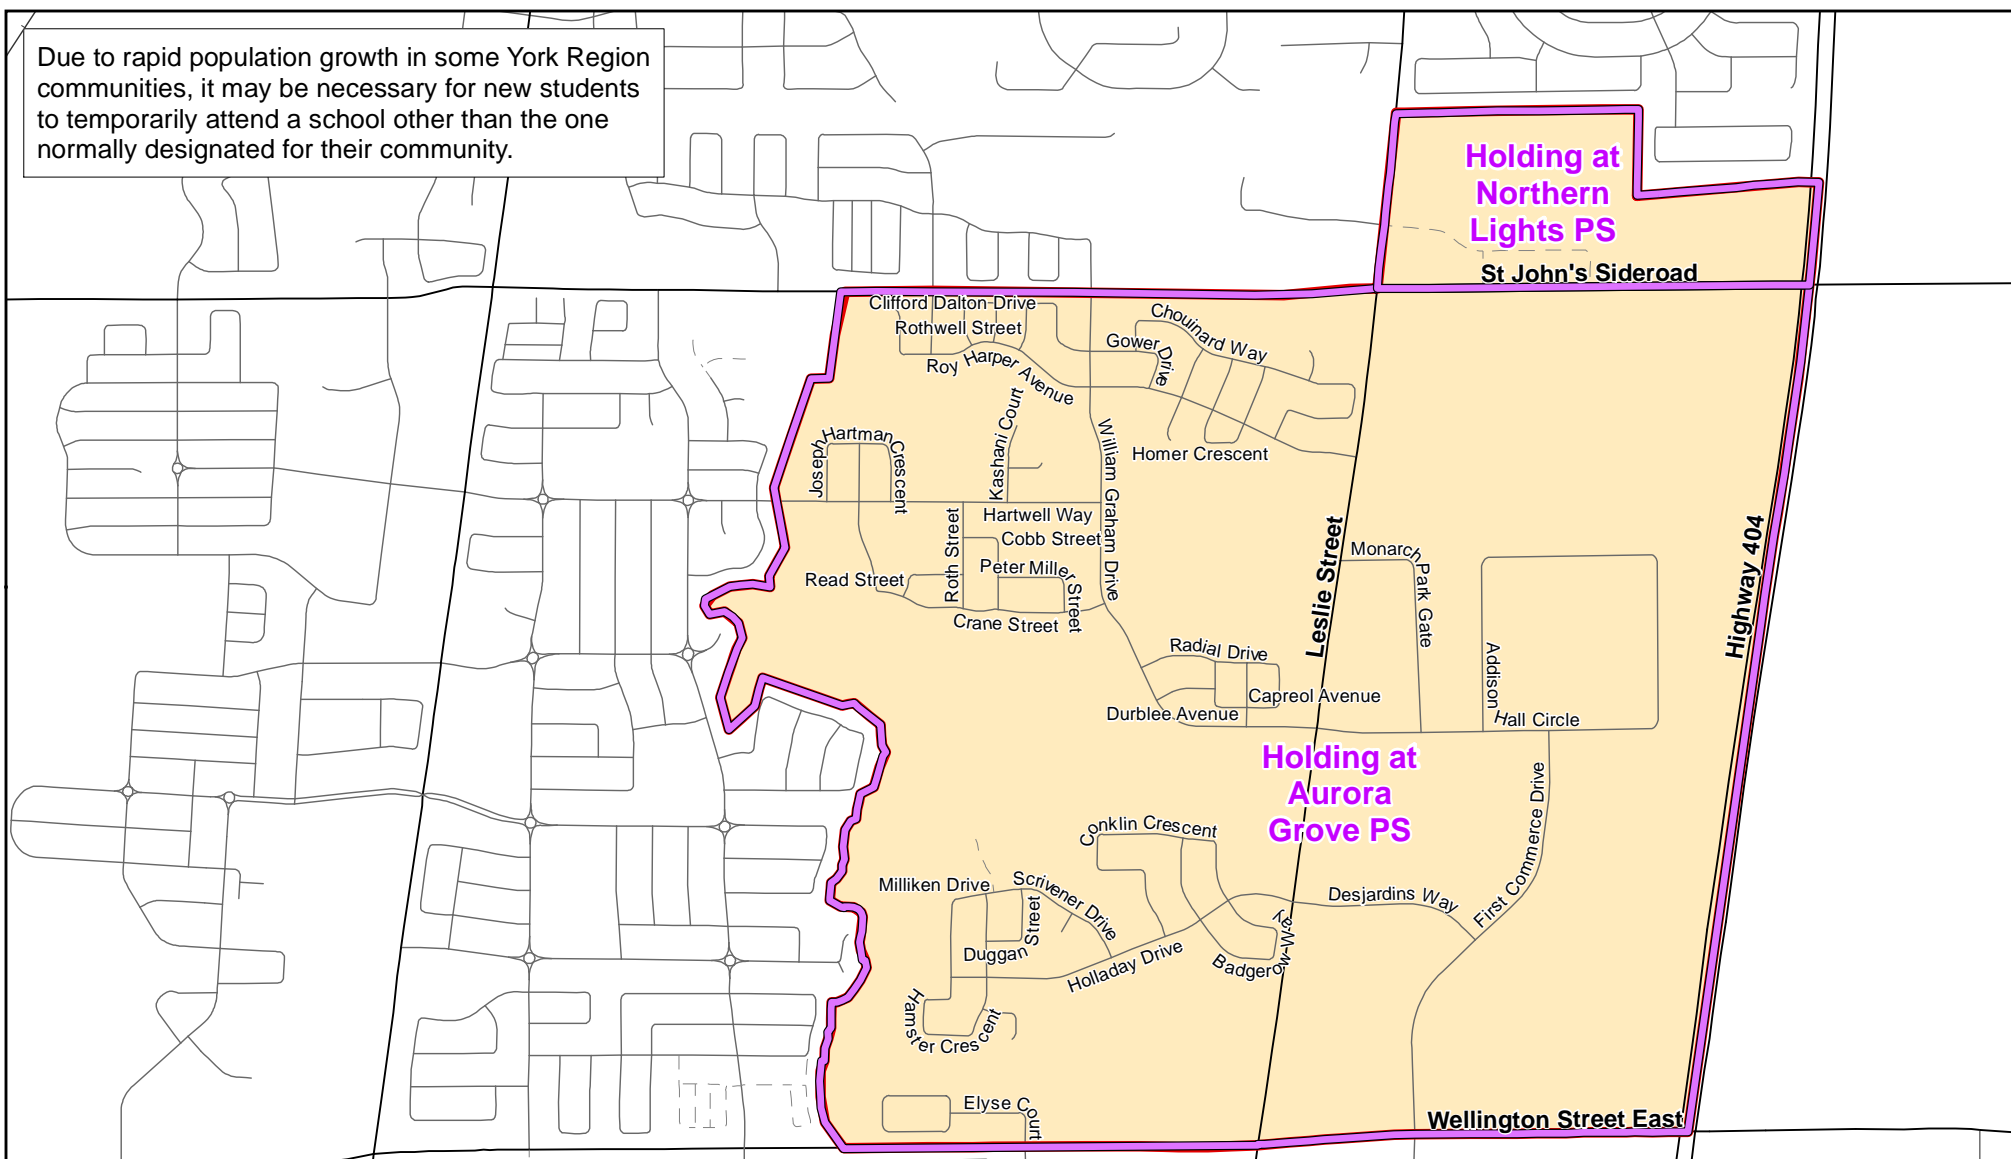 Due to rapid population growth in some York Region
communities, it may be necessary for new students
to temporarily attend a school other than the one
normally designated for their community.
Holding at
Northern
Lights PS
St John's Sideroad
Clifford Dalton Drive
Rothwell Street
Roy Harper Avenue
Chouinard Way
Gower Drive
Kashani Court
Joseph Hartman Crescent
William Graham Drive
Homer Crescent
Hartwell Way
Cobb Street
Roth Street
Peter Miller Street
Read Street
Crane Street
Leslie Street
Monarch Park Gate
Highway 404
Radial Drive
Capreol Avenue
Durblee Avenue
Addison Hall Circle
Holding at
Aurora
Grove PS
First Commerce Drive
Conklin Crescent
Milliken Drive
Scrivener Drive
Desjardins Way
Duggan Street
Holladay Drive
Badgerow Way
Hamster Crescent
Elyse Court
Wellington Street East